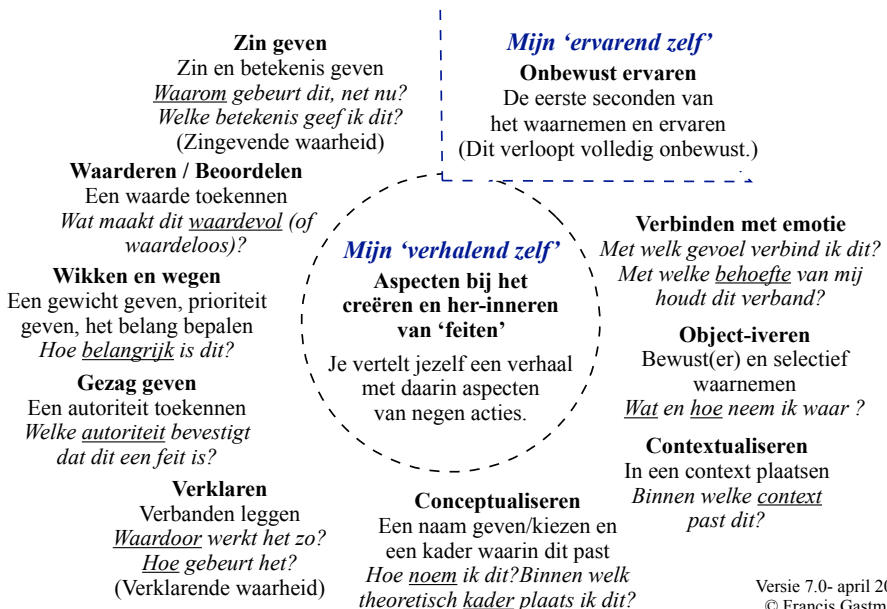 Zin geven
Zin en betekenis geven
Waarom gebeurt dit, net nu?
Welke betekenis geef ik dit?
(Zingevende waarheid)
Mijn ‘ervarend zelf’
Onbewust ervaren
De eerste seconden van
het waarnemen en ervaren
(Dit verloopt volledig onbewust.)
Waarderen / Beoordelen
Een waarde toekennen
Wat maakt dit waardevol (of
waardeloos)?
Wikken en wegen
Een gewicht geven, prioriteit
geven, het belang bepalen
Hoe belangrijk is dit?
Gezag geven
Een autoriteit toekennen
Welke autoriteit bevestigt
dat dit een feit is?
Verklaren
Verbanden leggen
Waardoor werkt het zo?
Hoe gebeurt het?
(Verklarende waarheid)
Mijn ‘verhalend zelf’
Aspecten bij het
creëren en her-inneren
van ‘feiten’
Je vertelt jezelf een verhaal
met daarin aspecten
van negen acties.
Conceptualiseren
Een naam geven/kiezen en
een kader waarin dit past
Hoe noem ik dit?Binnen welk
theoretisch kader plaats ik dit?
Verbinden met emotie
Met welk gevoel verbind ik dit?
Met welke behoefte van mij
houdt dit verband?
Object-iveren
Bewust(er) en selectief
waarnemen
Wat en hoe neem ik waar ?
Contextualiseren
In een context plaatsen
Binnen welke context
past dit?
Versie 7.0- april
© Francis